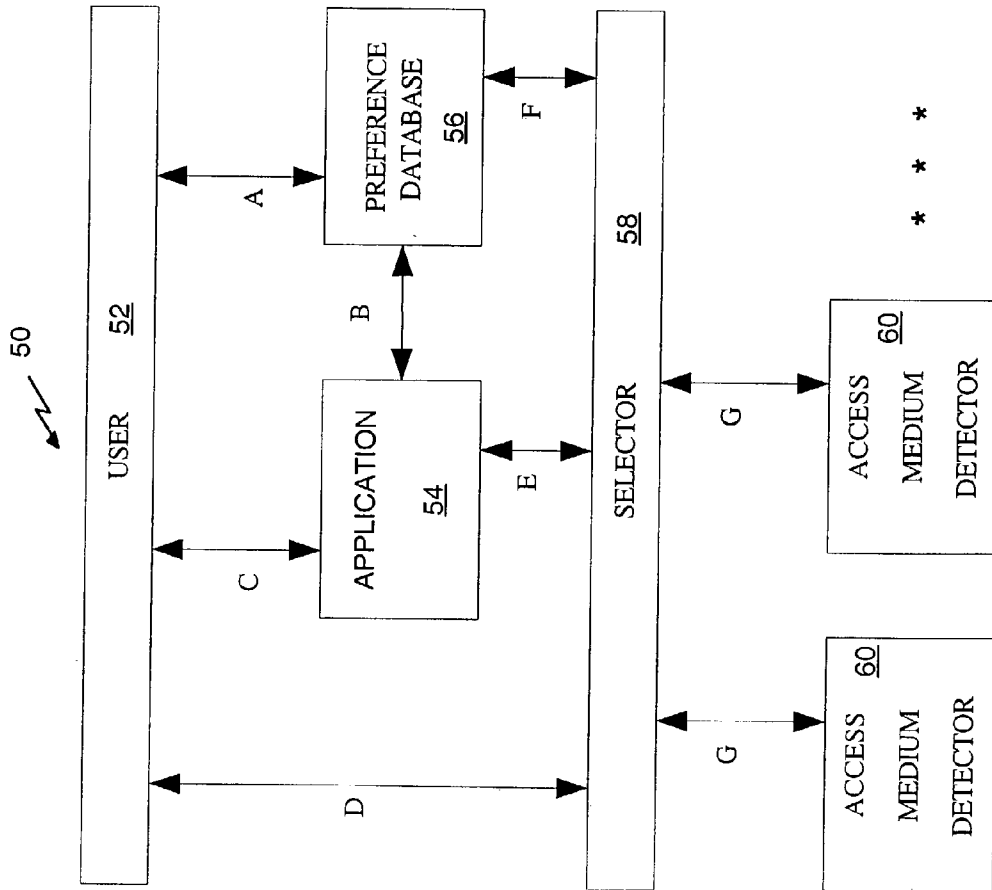 50
USER 52
C
A
D
APPLICATION
54
B
PREFERENCE
DATABASE
56
E
F
SELECTOR 58
G
G
ACCESS 60
MEDIUM
DETECTOR
ACCESS 60
MEDIUM
DETECTOR
* * *